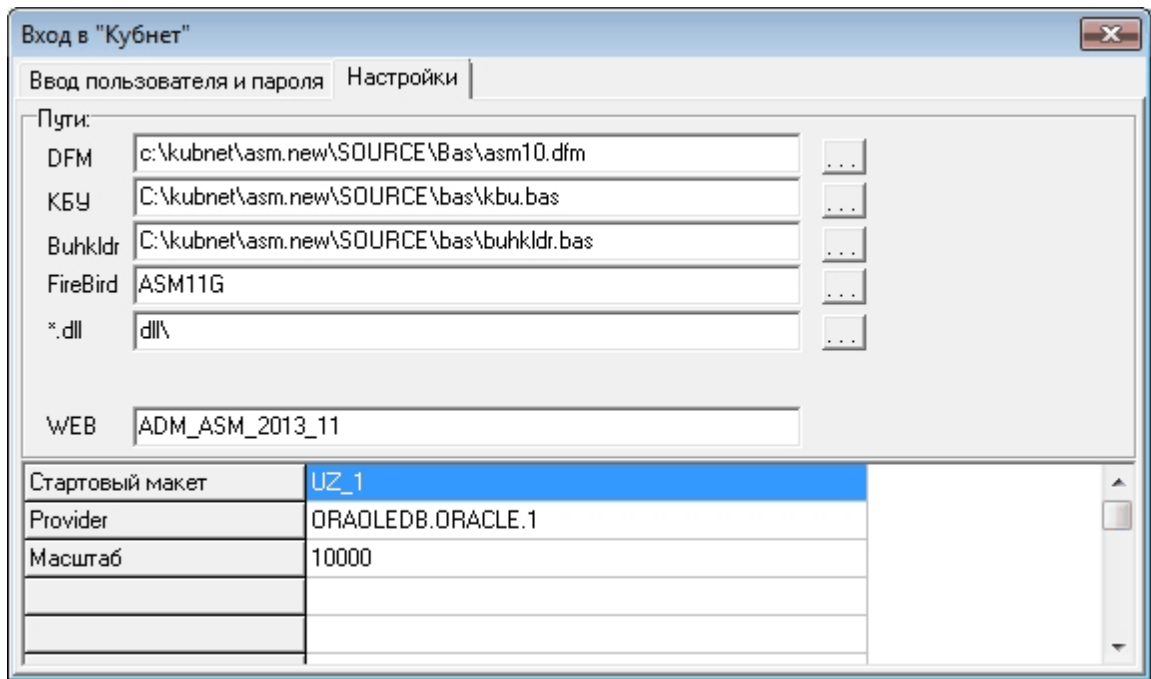 Вход в "Кубнет"
Ввод пользователя и пароля Настройки
Пути:
DFM c:\kubnet\asm.new\SOURCE\Bas\asm10.dfm ...
КБУ C:\kubnet\asm.new\SOURCE\bas\kbu.bas ...
Buhkldr C:\kubnet\asm.new\SOURCE\bas\buhkldr.bas ...
FireBird ASM11G ...
*.dll dll\ ...
WEB ADM_ASM_2013_11
Стартовый макет UZ_1
Provider ORAOLEDB.ORACLE.1
Масштаб 10000